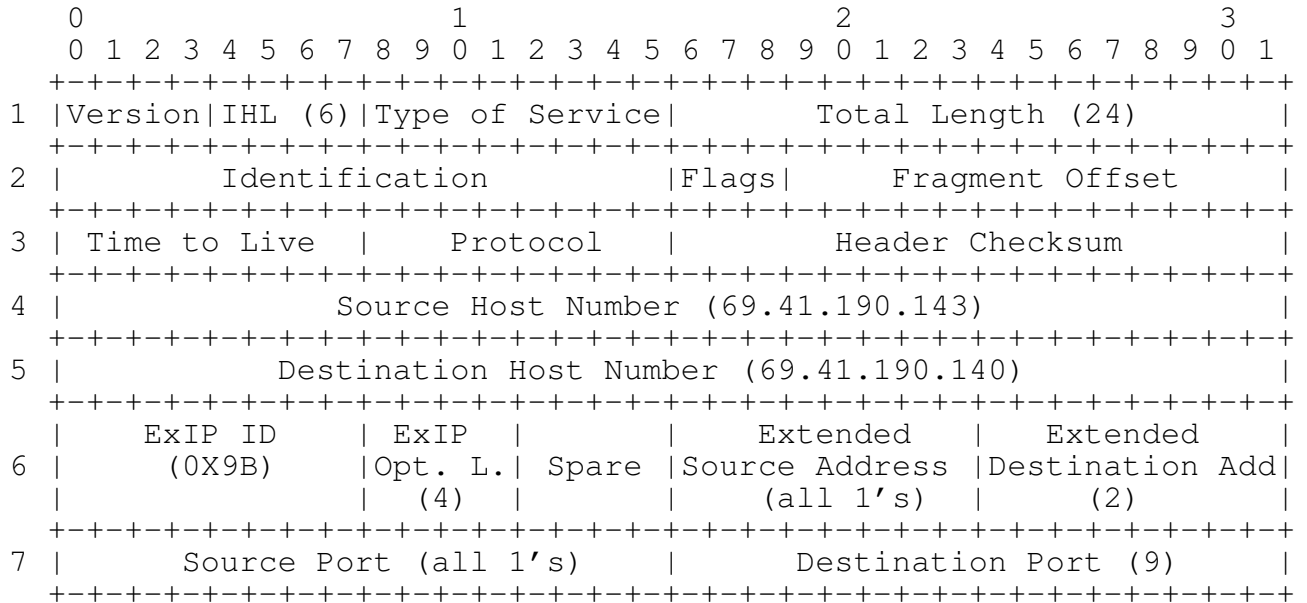 0                   1                   2                   3
0 1 2 3 4 5 6 7 8 9 0 1 2 3 4 5 6 7 8 9 0 1 2 3 4 5 6 7 8 9 0 1
+-+-+-+-+-+-+-+-+-+-+-+-+-+-+-+-+-+-+-+-+-+-+-+-+-+-+-+-+-+-+-+-+
1 |Version|IHL (6)|Type of Service|       Total Length (24)       |
+-+-+-+-+-+-+-+-+-+-+-+-+-+-+-+-+-+-+-+-+-+-+-+-+-+-+-+-+-+-+-+-+
2 |        Identification         |Flags|     Fragment Offset     |
+-+-+-+-+-+-+-+-+-+-+-+-+-+-+-+-+-+-+-+-+-+-+-+-+-+-+-+-+-+-+-+-+
3 | Time to Live  |   Protocol    |        Header Checksum        |
+-+-+-+-+-+-+-+-+-+-+-+-+-+-+-+-+-+-+-+-+-+-+-+-+-+-+-+-+-+-+-+-+
4 |              Source Host Number (69.41.190.143)               |
+-+-+-+-+-+-+-+-+-+-+-+-+-+-+-+-+-+-+-+-+-+-+-+-+-+-+-+-+-+-+-+-+
5 |           Destination Host Number (69.41.190.140)             |
+-+-+-+-+-+-+-+-+-+-+-+-+-+-+-+-+-+-+-+-+-+-+-+-+-+-+-+-+-+-+-+-+
|    ExIP ID    | ExIP  |       |    Extended   |   Extended    |
6 |    (0X9B)     |Opt. L.| Spare |Source Address |Destination Add|
|               |  (4)  |       |    (all 1's)  |     (2)       |
+-+-+-+-+-+-+-+-+-+-+-+-+-+-+-+-+-+-+-+-+-+-+-+-+-+-+-+-+-+-+-+-+
7 |      Source Port (all 1's)    |      Destination Port (9)     |
+-+-+-+-+-+-+-+-+-+-+-+-+-+-+-+-+-+-+-+-+-+-+-+-+-+-+-+-+-+-+-+-+